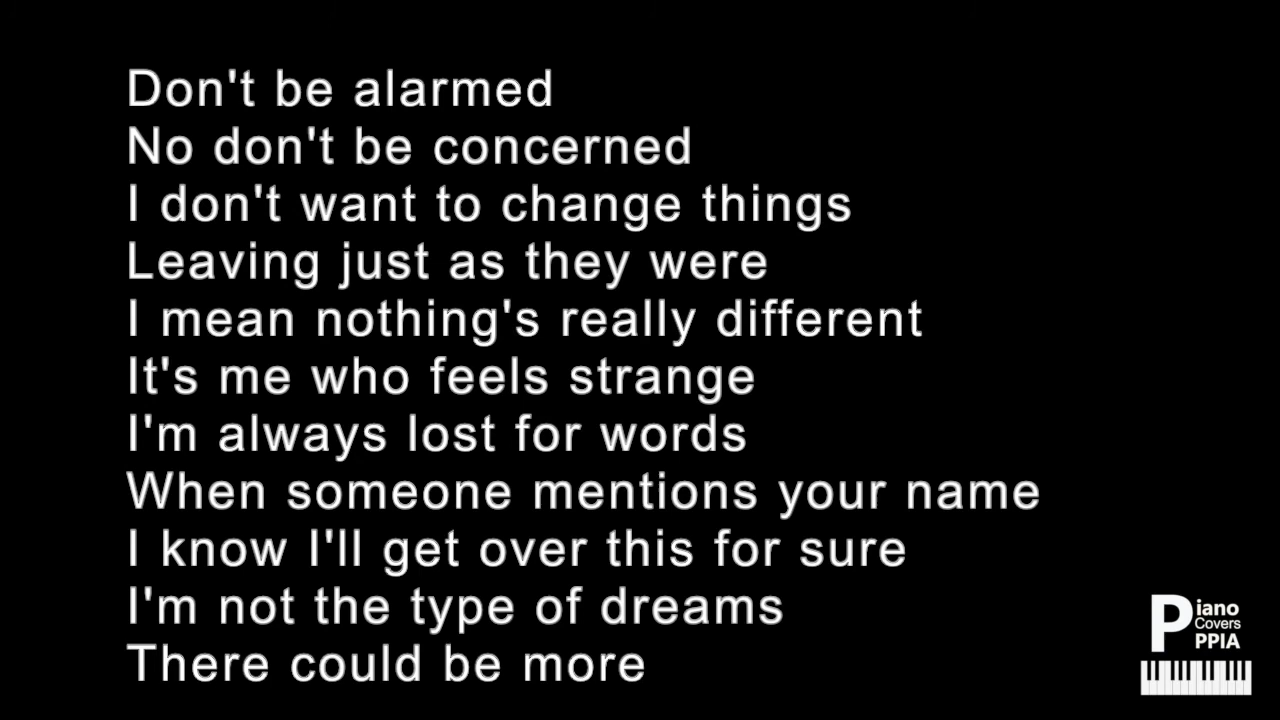 Don't be alarmed
No don't be concerned
I don't want to change things
Leaving just as they were
I mean nothing's really different
It's me who feels strange
I'm always lost for words
When someone mentions your name
I know I'll get over this for sure
I'm not the type of dreams
There could be more
Piano
Covers
PPIA